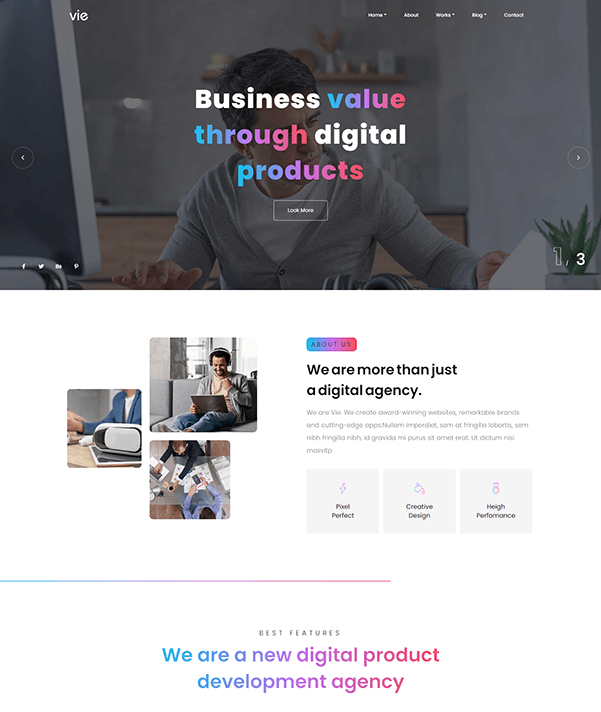 vie
Home
About
Works
Blog
Contact
Business value
through digital
products
Look More
1 / 3
ABOUT US
We are more than just
a digital agency.
We are Vie. We create award-winning websites, remarkable brands
and cutting-edge apps.Nullam imperdiet, sem at fringilla lobortis, sem
nibh fringilla nibh, id gravida mi purus sit amet erat. Ut dictum nisi
massvitp
Pixel
Perfect
Creative
Design
Heigh
Perfomance
BEST FEATURES
We are a new digital product
development agency